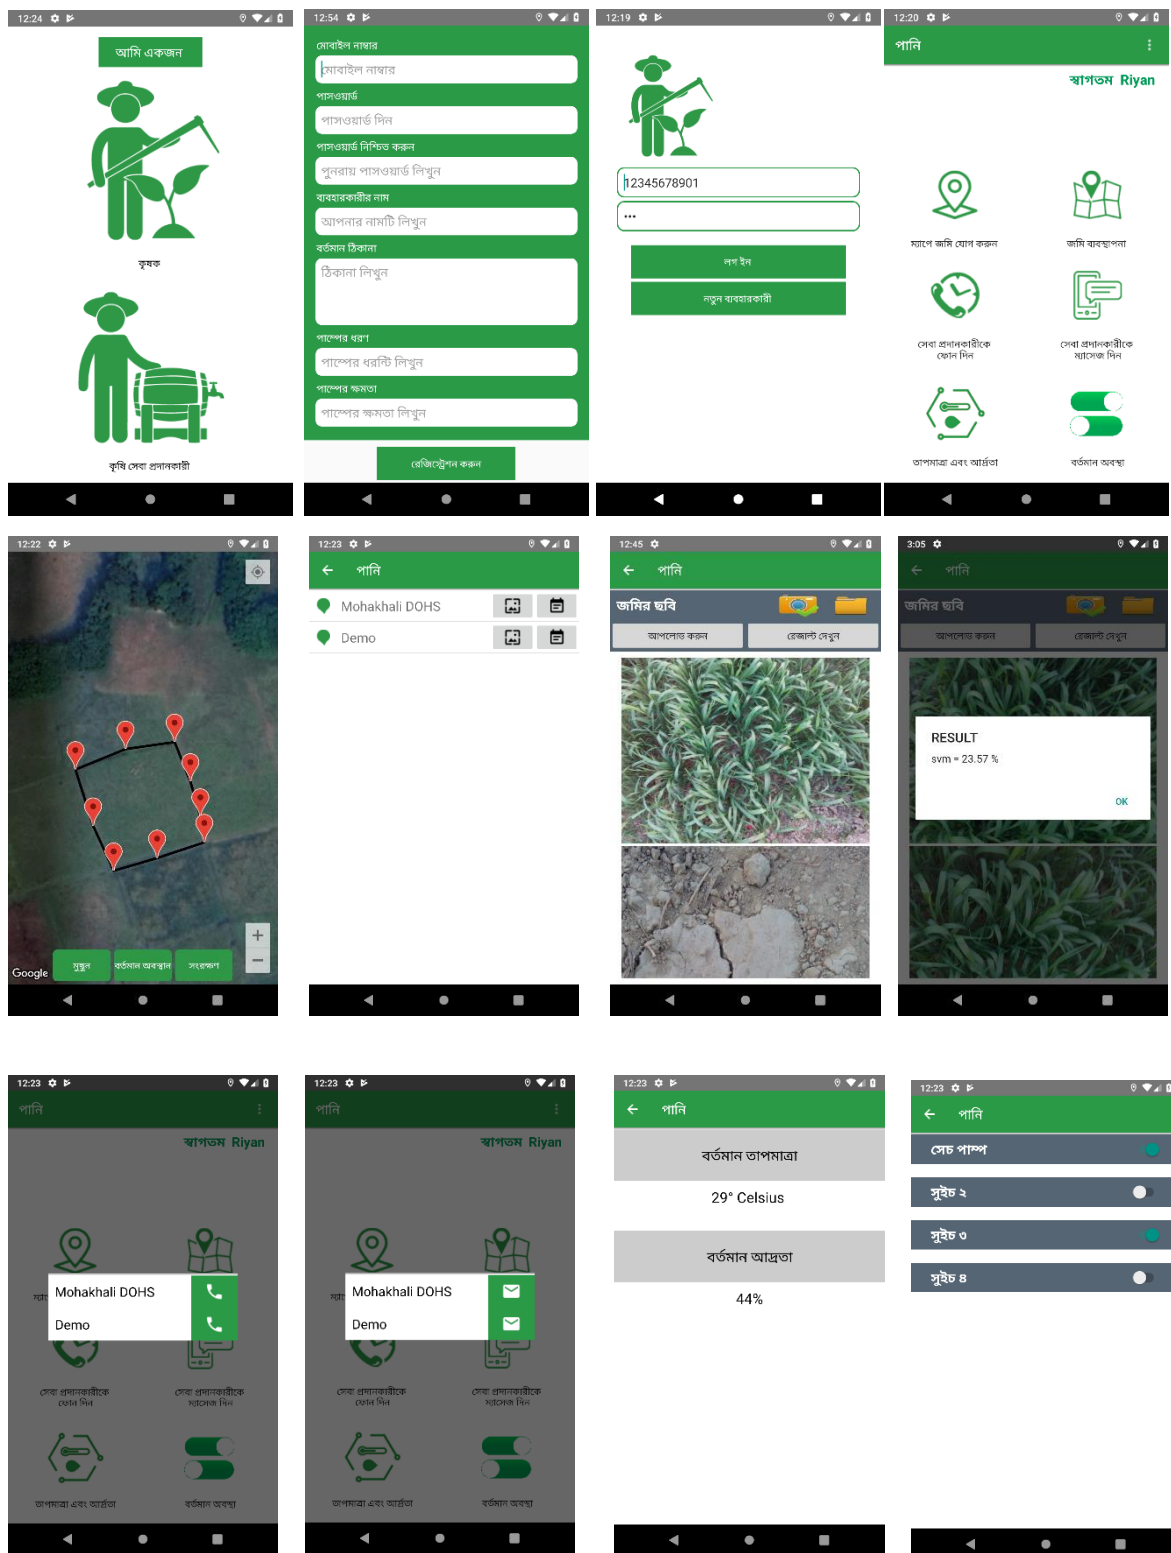 12:24
আমি একজন
কৃষক
কৃষি সেবা প্রদানকারী
12:54
মোবাইল নাম্বার
মোবাইল নাম্বার
পাসওয়ার্ড
পাসওয়ার্ড দিন
পাসওয়ার্ড নিশ্চিত করুন
পুনরায় পাসওয়ার্ড লিখুন
ব্যবহারকারীর নাম
আপনার নামটি লিখুন
বর্তমান ঠিকানা
ঠিকানা লিখুন
পাম্পের ধরণ
পাম্পের ধরন্টি লিখুন
পাম্পের ক্ষমতা
পাম্পের ক্ষমতা লিখুন
রেজিস্ট্রেশন করুন
12:19
12345678901
•••
লগ ইন
নতুন ব্যবহারকারী
12:20
পানি
স্বাগতম Riyan
ম্যাপে জমি যোগ করুন
জমি ব্যবস্থাপনা
সেবা প্রদানকারীকে
ফোন দিন
সেবা প্রদানকারীকে
ম্যাসেজ দিন
তাপমাত্রা এবং আর্দ্রতা
বর্তমান অবস্থা
12:22
Google
মুছুন
বর্তমান অবস্থান
সংরক্ষণ
12:23
পানি
Mohakhali DOHS
Demo
12:45
পানি
জমির ছবি
আপলোড করুন
রেজাল্ট দেখুন
3:05
পানি
জমির ছবি
আপলোড করুন
রেজাল্ট দেখুন
RESULT
svm = 23.57 %
OK
12:23
পানি
স্বাগতম Riyan
Mohakhali DOHS
Demo
সেবা প্রদানকারীকে
ফোন দিন
সেবা প্রদানকারীকে
ম্যাসেজ দিন
তাপমাত্রা এবং আর্দ্রতা
বর্তমান অবস্থা
12:23
পানি
স্বাগতম Riyan
Mohakhali DOHS
Demo
সেবা প্রদানকারীকে
ফোন দিন
সেবা প্রদানকারীকে
ম্যাসেজ দিন
তাপমাত্রা এবং আর্দ্রতা
বর্তমান অবস্থা
12:23
পানি
বর্তমান তাপমাত্রা
29° Celsius
বর্তমান আদ্রতা
44%
12:23
পানি
সেচ পাম্প
সুইচ ২
সুইচ ৩
সুইচ ৪